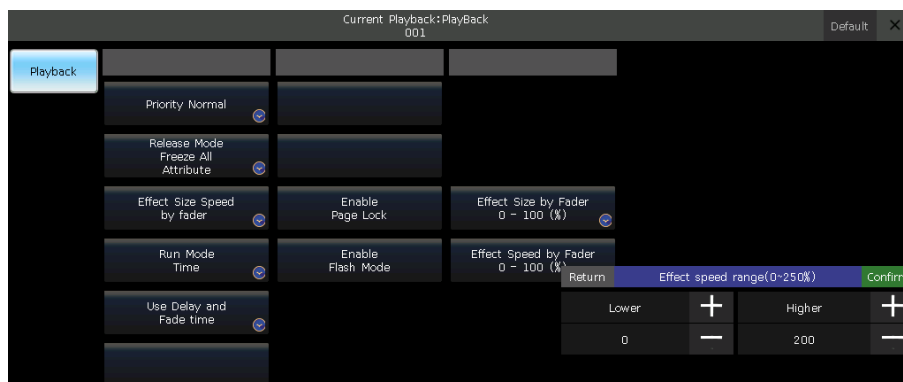 Current Playback:PlayBack
001
Default
Playback
Priority Normal
Release Mode
Freeze All
Attribute
Effect Size Speed
by fader
Enable
Page Lock
Effect Size by Fader
0 - 100 (%)
Run Mode
Time
Enable
Flash Mode
Effect Speed by Fader
0 - 100 (%)
Return
Effect speed range(0~250%)
Confirm
Use Delay and
Fade time
Lower
+
Higher
+
0
—
200
—